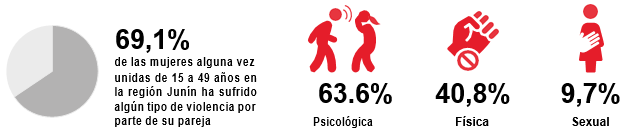 69,1%
de las mujeres alguna vez
unidas de 15 a 49 años en
la región Junín ha sufrido
algún tipo de violencia por
parte de su pareja
63.6%
Psicológica
40,8%
Física
9,7%
Sexual